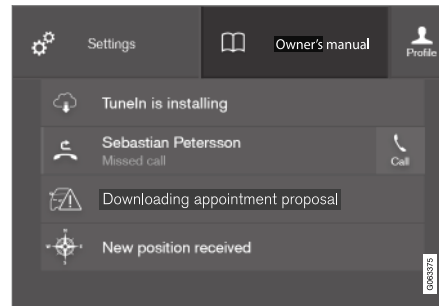 Settings
Owner's manual
Profile
TuneIn is installing
Sebastian Petersson
Missed call
Call
Downloading appointment proposal
New position received
G063375